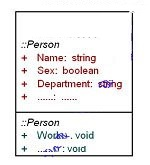 ::Person
+ Name: string
+ Sex: boolean
+ Department: string
+ ......: ......
::Person
+ void
+ void